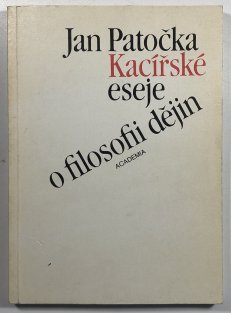 Jan Patočka
Kacířské
eseje
o filosofii dějin
ACADEMIA